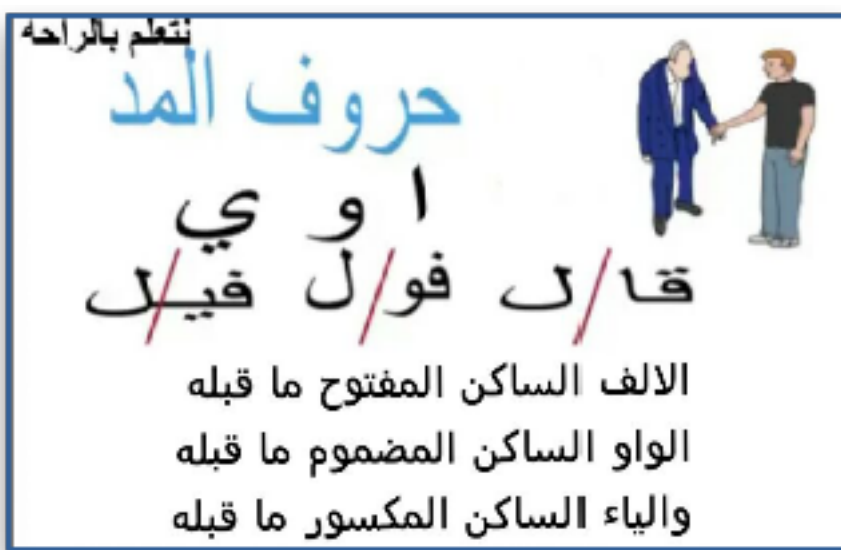 نتعلم بالراحه
حروف المد
ا و ي
قا/ل فو/ل فيـ/ل
الالف الساكن المفتوح ما قبله
الواو الساكن المضموم ما قبله
والياء الساكن المكسور ما قبله